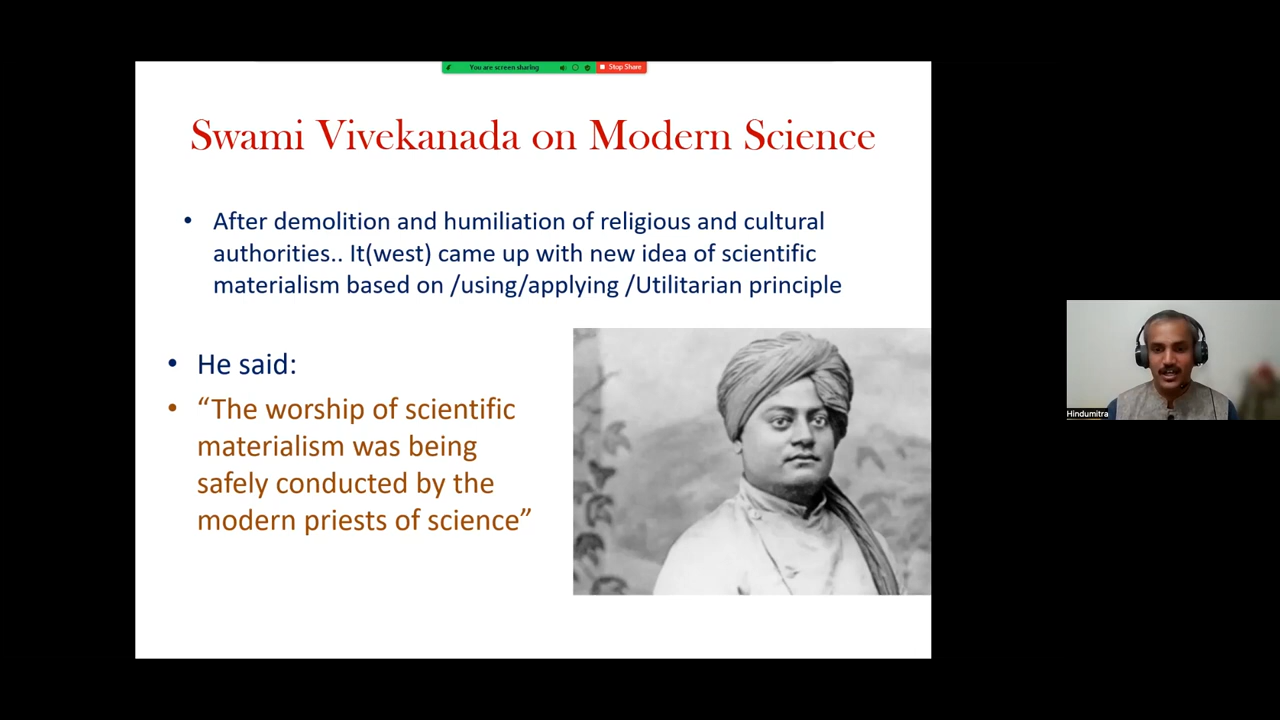 You are screen sharing
Stop Share
Swami Vivekanada on Modern Science
• After demolition and humiliation of religious and cultural
authorities.. It(west) came up with new idea of scientific
materialism based on /using/applying /Utilitarian principle
• He said:
• “The worship of scientific
materialism was being
safely conducted by the
modern priests of science”
Hindumitra